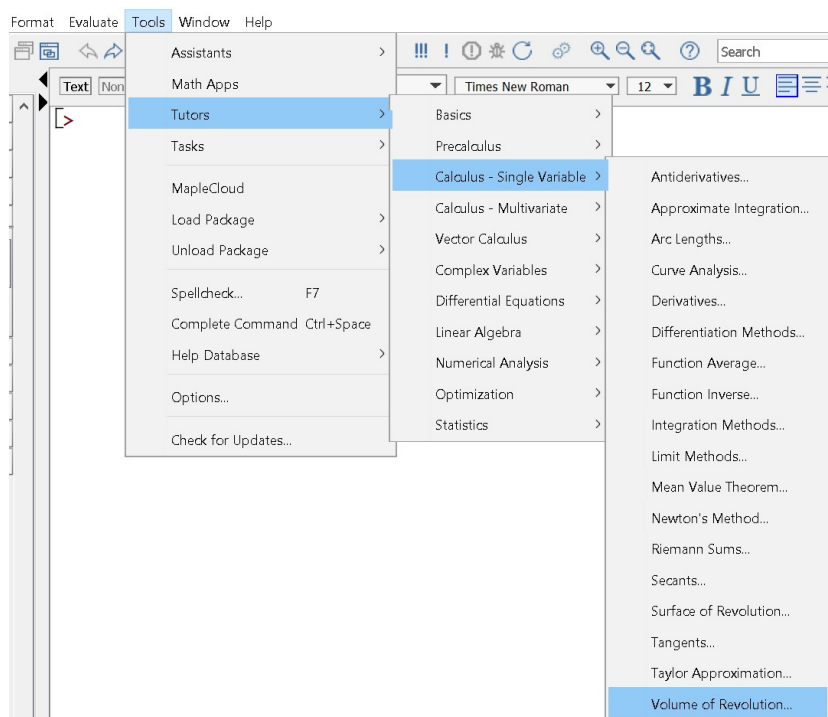 Format Evaluate Tools Window Help
Search
Text Non Times New Roman 12 B I U
Assistants
Math Apps
Tutors
Tasks
MapleCloud
Load Package
Unload Package
Spellcheck... F7
Complete Command Ctrl+Space
Help Database
Options...
Check for Updates...
Basics
Precalculus
Calculus - Single Variable
Calculus - Multivariate
Vector Calculus
Complex Variables
Differential Equations
Linear Algebra
Numerical Analysis
Optimization
Statistics
Antiderivatives...
Approximate Integration...
Arc Lengths...
Curve Analysis...
Derivatives...
Differentiation Methods...
Function Average...
Function Inverse...
Integration Methods...
Limit Methods...
Mean Value Theorem...
Newton's Method...
Riemann Sums...
Secants...
Surface of Revolution...
Tangents...
Taylor Approximation...
Volume of Revolution...